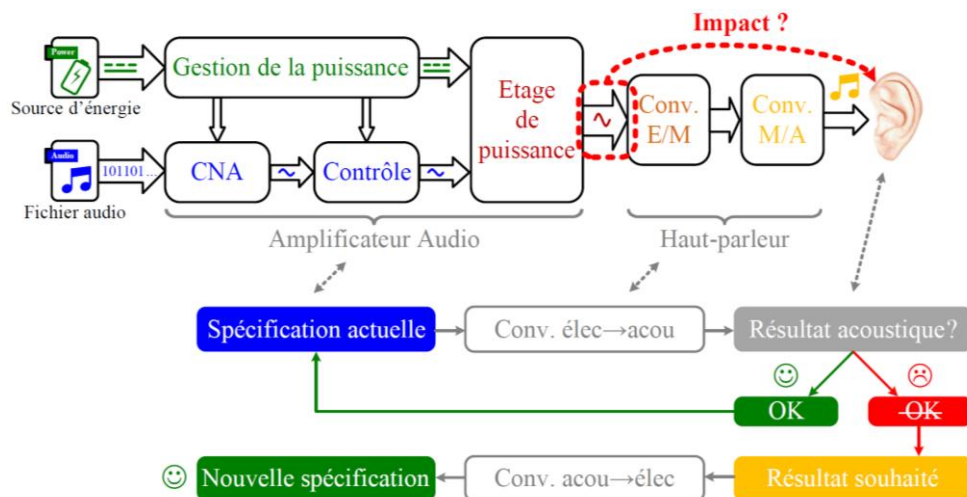 Impact ?
Power
Gestion de la puissance
Source d'énergie
Etage
de
puissance
Conv.
E/M
Conv.
M/A
Audio
101101...
CNA
Contrôle
Fichier audio
Amplificateur Audio
Haut-parleur
Spécification actuelle
Conv. élec→acou
Résultat acoustique?
OK
OK
Nouvelle spécification
Conv. acou→élec
Résultat souhaité